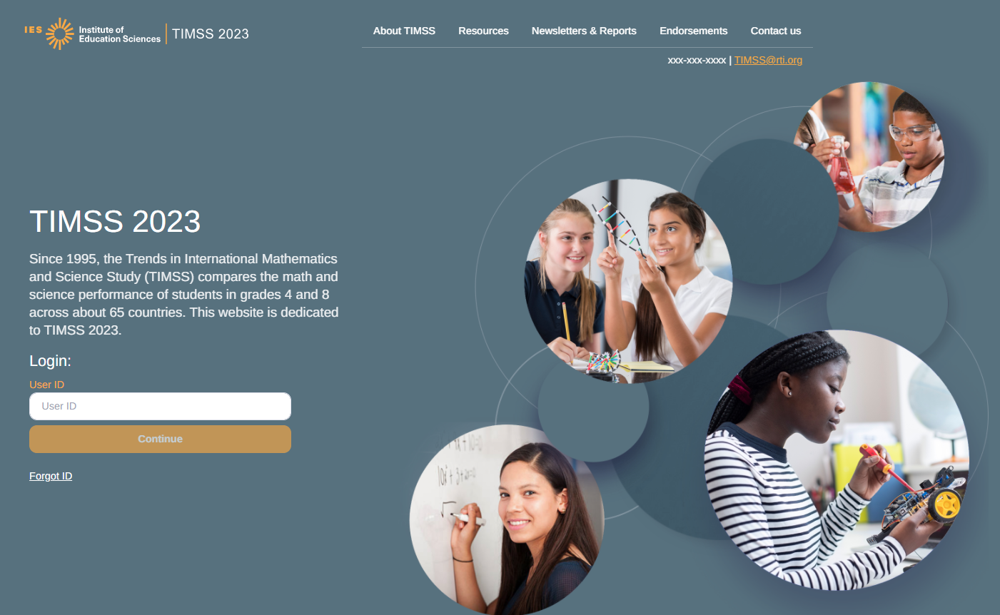 IES
Institute of
Education Sciences
TIMSS 2023
About TIMSS Resources Newsletters & Reports Endorsements Contact us
xxx-xxx-xxxx | TIMSS@rti.org
TIMSS 2023
Since 1995, the Trends in International Mathematics
and Science Study (TIMSS) compares the math and
science performance of students in grades 4 and 8
across about 65 countries. This website is dedicated
to TIMSS 2023.
Login:
User ID
User ID
Continue
Forgot ID